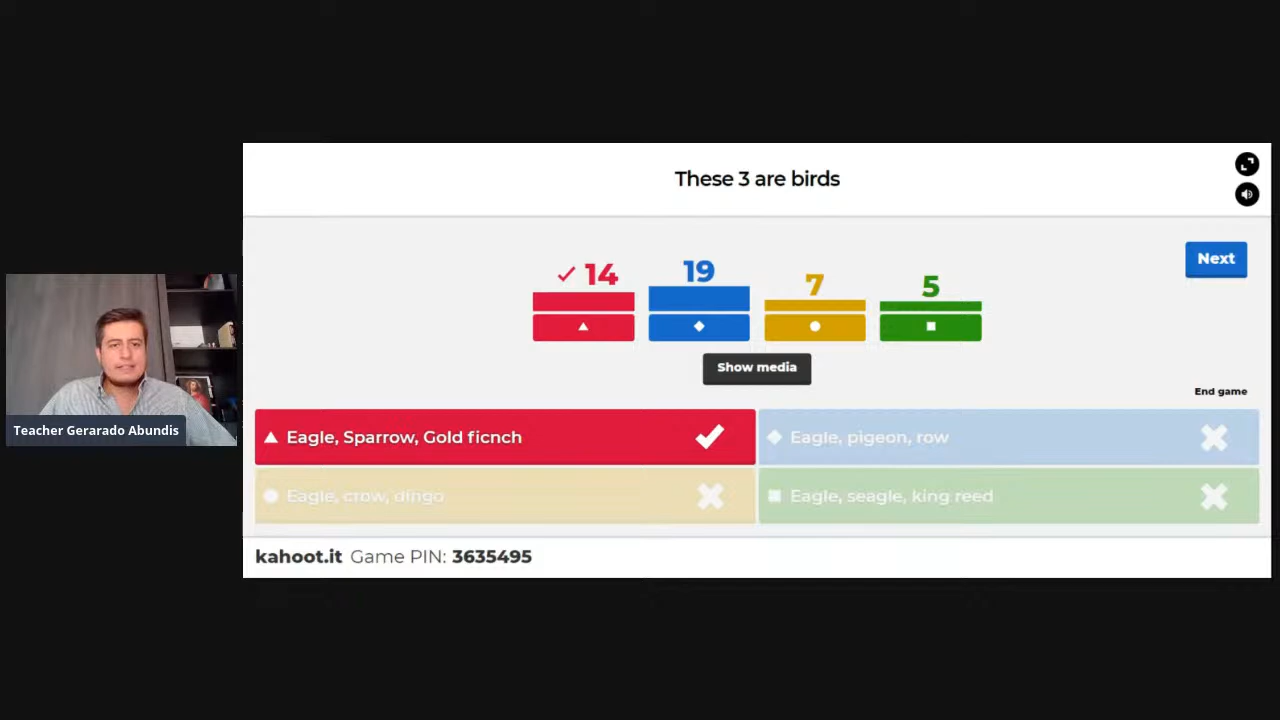 These 3 are birds
14
19
7
5
Next
Show media
End game
Eagle, Sparrow, Gold ficnch
Eagle, pigeon, row
Eagle, crow, dingo
Eagle, seagle, king reed
kahoot.it Game PIN: 3635495
Teacher Gerarado Abundis